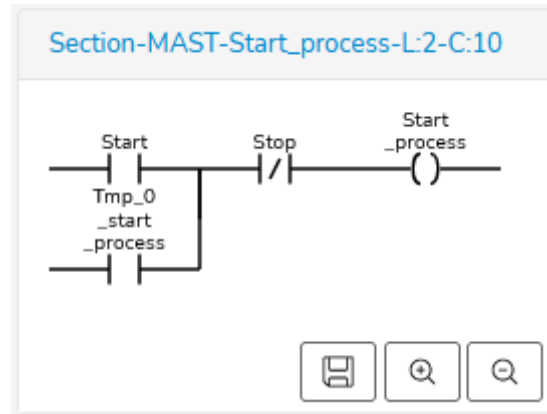 Section-MAST-Start_process-L:2-C:10
Start
Start
Stop
_process
Tmp_0
_start
_process